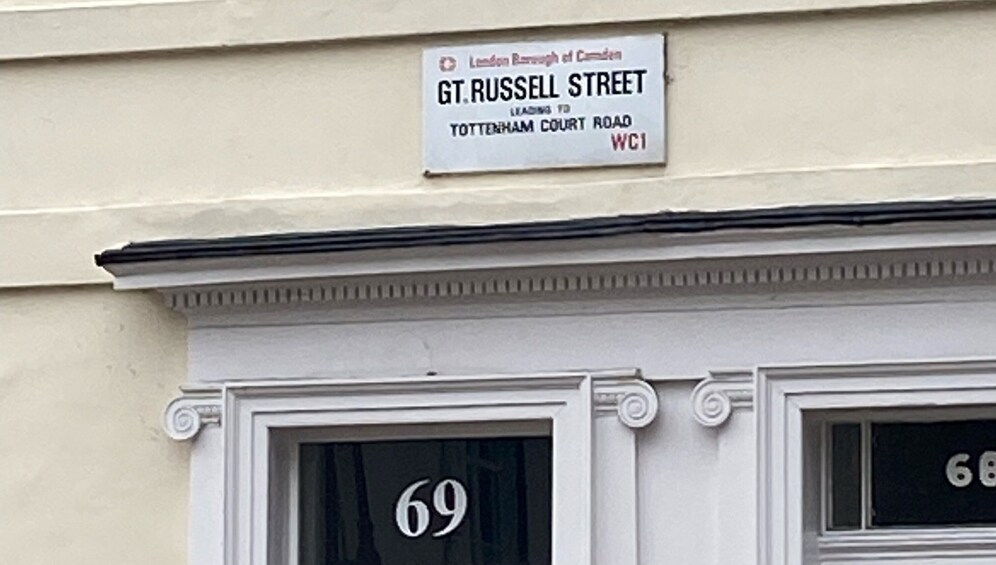 London Borough of Camden
GT. RUSSELL STREET
LEADING TO
TOTTENHAM COURT ROAD
WC1
69
68